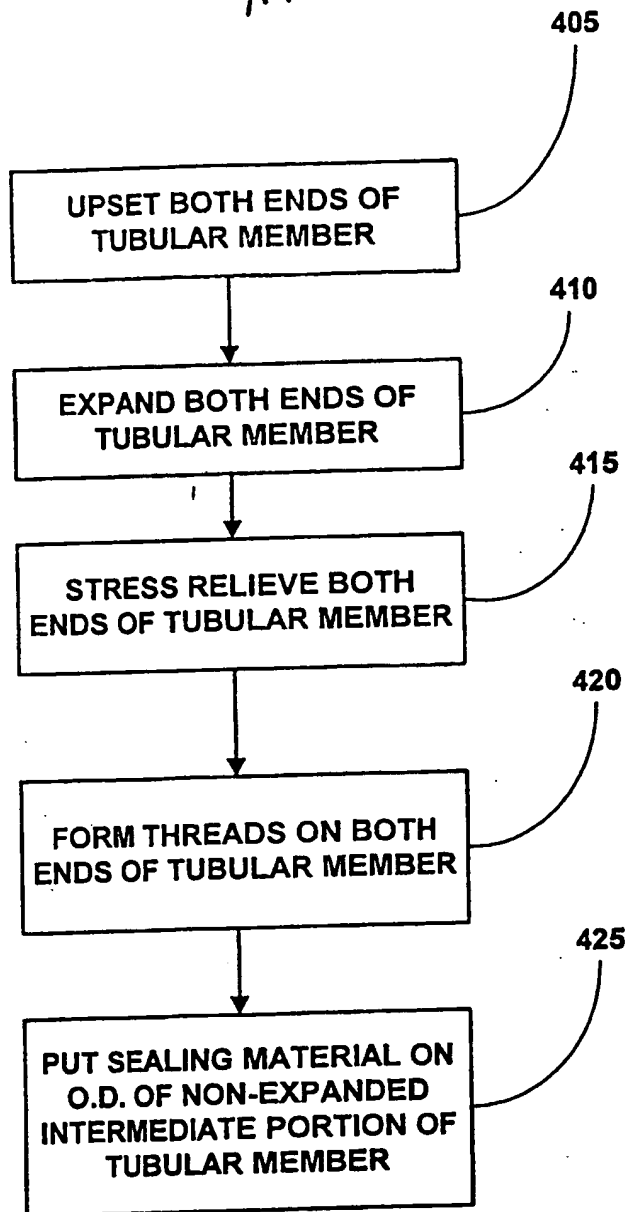 405
UPSET BOTH ENDS OF
TUBULAR MEMBER
410
EXPAND BOTH ENDS OF
TUBULAR MEMBER
415
STRESS RELIEVE BOTH
ENDS OF TUBULAR MEMBER
420
FORM THREADS ON BOTH
ENDS OF TUBULAR MEMBER
425
PUT SEALING MATERIAL ON
O.D. OF NON-EXPANDED
INTERMEDIATE PORTION OF
TUBULAR MEMBER